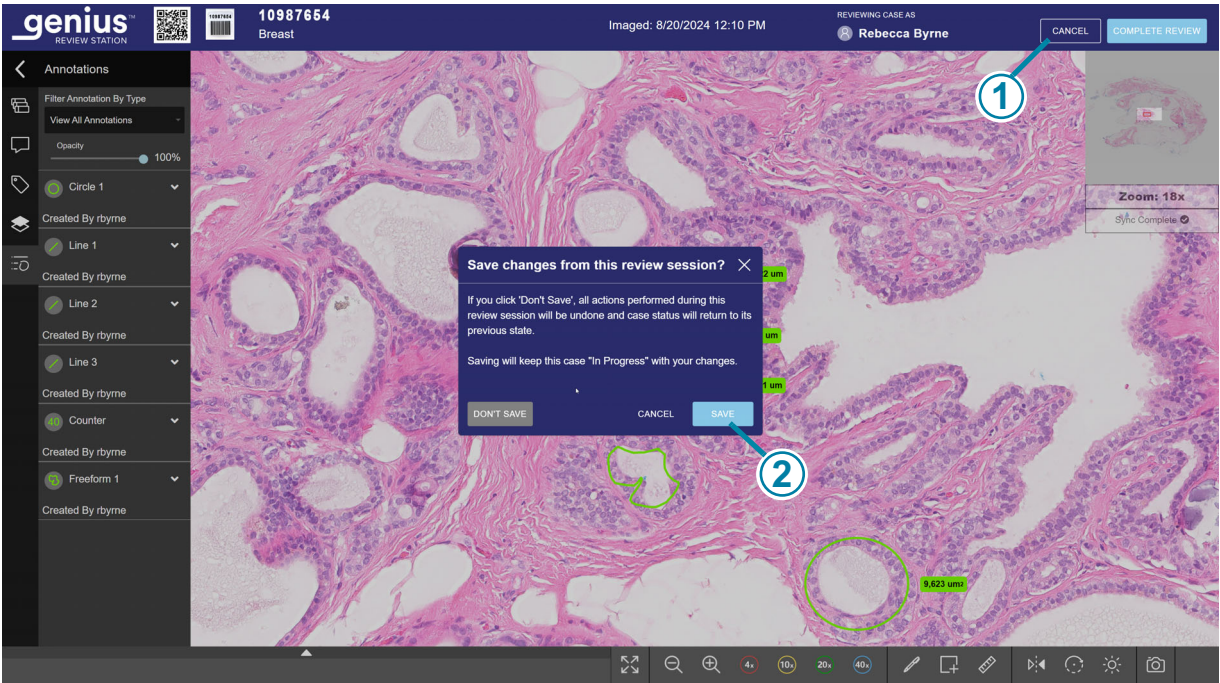 genius™
REVIEW STATION
10987654
10987654
Breast
Imaged: 8/20/2024 12:10 PM
REVIEWING CASE AS
Rebecca Byrne
CANCEL
COMPLETE REVIEW
1
Annotations
Filter Annotation By Type
View All Annotations
Opacity
100%
Circle 1
Created By rbyrne
Line 1
Created By rbyrne
Line 2
Created By rbyrne
Line 3
Created By rbyrne
40 Counter
Created By rbyrne
Freeform 1
Created By rbyrne
Zoom: 18x
Sync Complete
Save changes from this review session?
If you click 'Don't Save', all actions performed during this
review session will be undone and case status will return to its
previous state.
Saving will keep this case "In Progress" with your changes.
DON'T SAVE
CANCEL
SAVE
2 um
um
1 um
2
9,623 um2
4x
10x
20x
40x